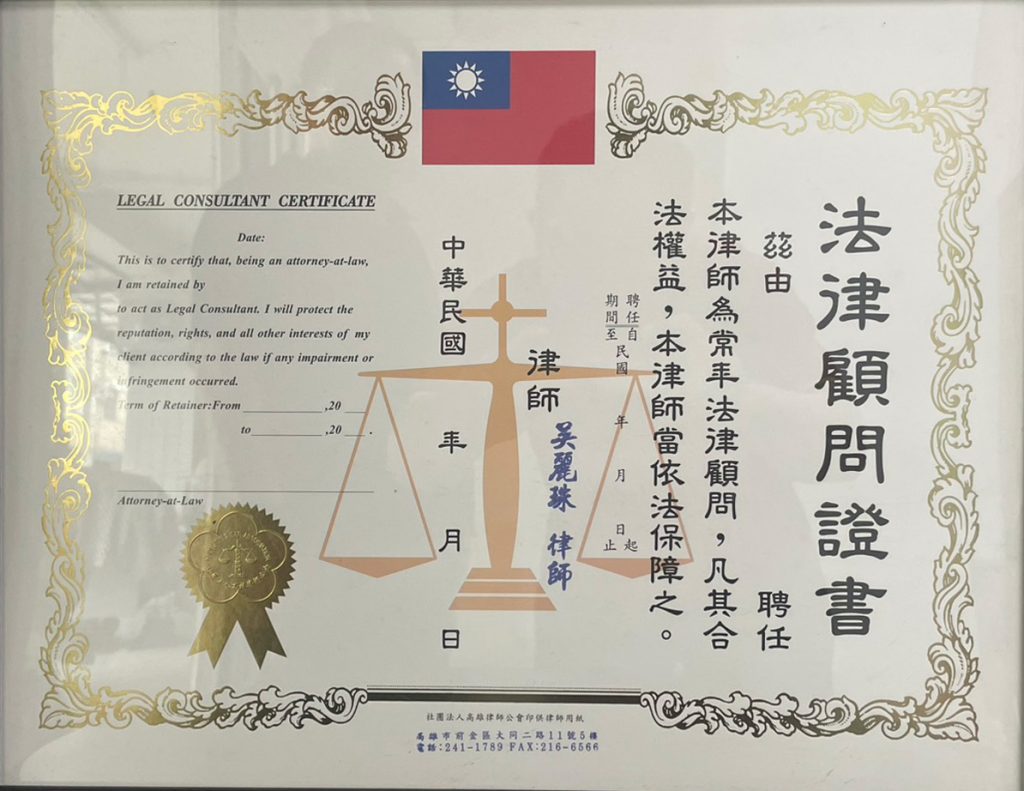 法律顧問證書
茲由 聘任
本律師為常年法律顧問,凡其合
法權益,本律師當依法保障之。
聘任自民國 年 月 日起
期間至 止
律師 吳麗珠 律師
中華民國 年 月 日
LEGAL CONSULTANT CERTIFICATE
Date:
This is to certify that, being an attorney-at-law,
I am retained by
to act as Legal Consultant. I will protect the
reputation, rights, and all other interests of my
client according to the law if any impairment or
infringement occurred.
Term of Retainer:From ____________ ,20 ___
to____________ ,20 ___ .
Attorney-at-Law
社團法人高雄律師公會印供律師用紙
高雄市前金區大同二路11號5樓
電話:241-1789 FAX:216-6566